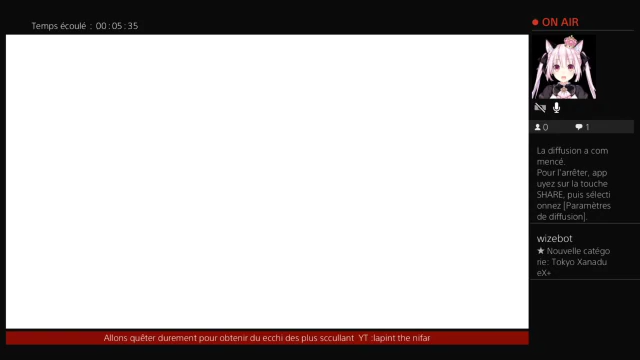 Temps écoulé : 00:05:35
ON AIR
0 1
La diffusion a com
mencé.
Pour l'arrêter, app
uyez sur la touche
SHARE, puis sélecti
onnez [Paramètres
de diffusion].
wizebot
★ Nouvelle catégo
rie: Tokyo Xanadu
eX+
Allons quêter durement pour obtenir du ecchi des plus sccullant YT :lapint the nifar